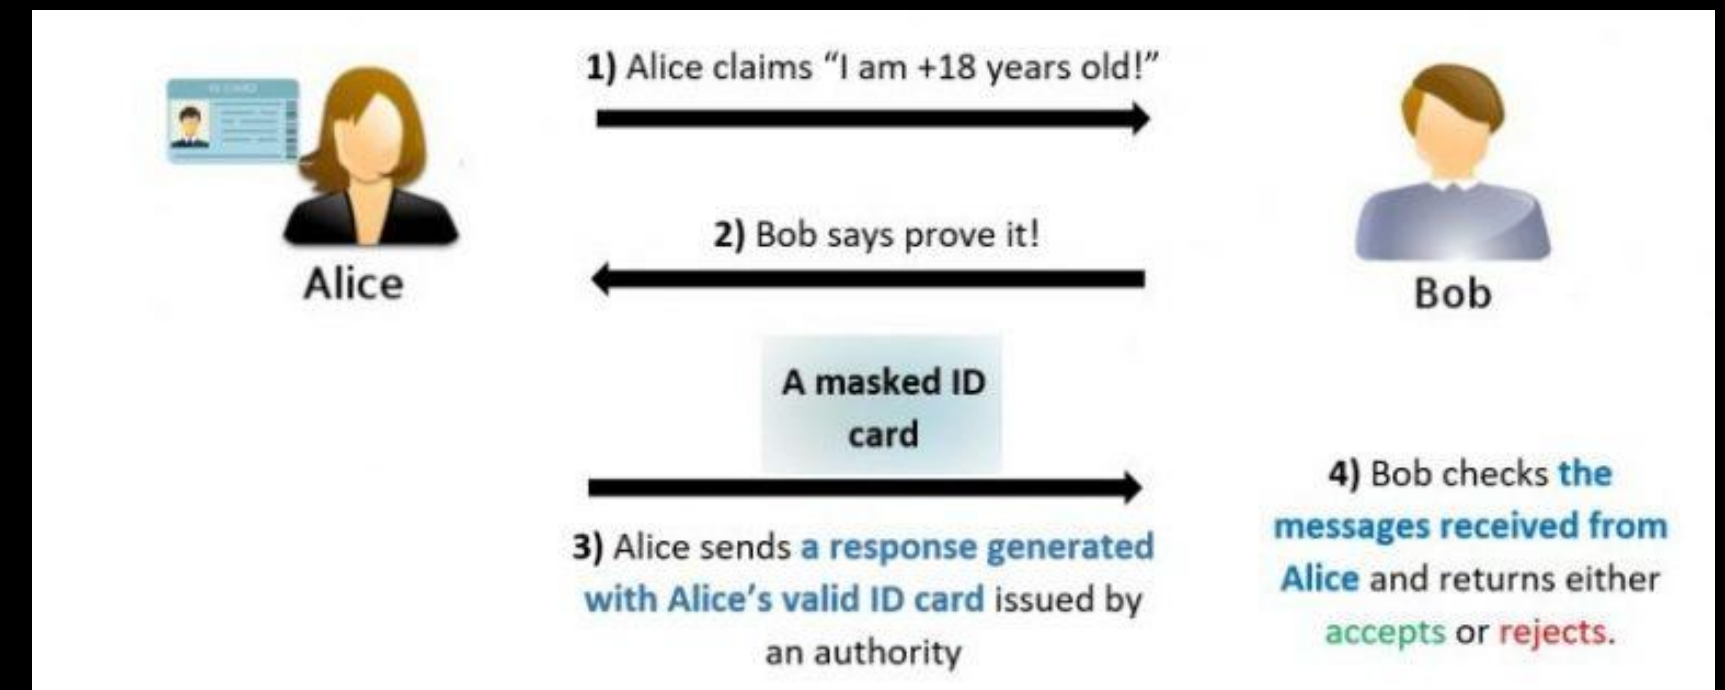 1) Alice claims “I am +18 years old!”
2) Bob says prove it!
Alice
Bob
A masked ID
card
3) Alice sends a response generated
with Alice’s valid ID card issued by
an authority
4) Bob checks the
messages received from
Alice and returns either
accepts or rejects.